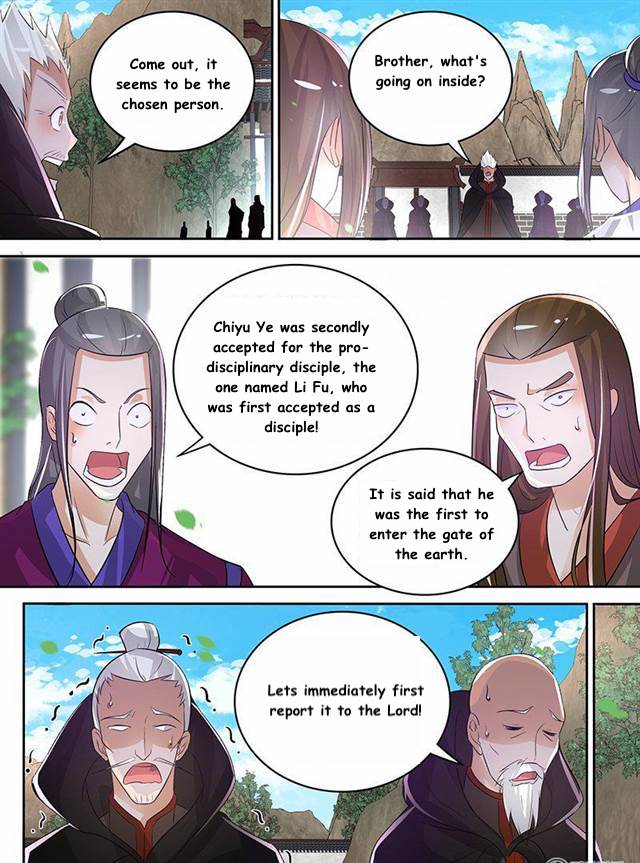 Come out, it
seems to be the
chosen person.
Brother, what's
going on inside?
Chiyu Ye was secondly
accepted for the pro-
disciplinary disciple, the
one named Li Fu, who
was first accepted as a
disciple!
It is said that he
was the first to
enter the gate of
the earth.
Lets immediately first
report it to the Lord!